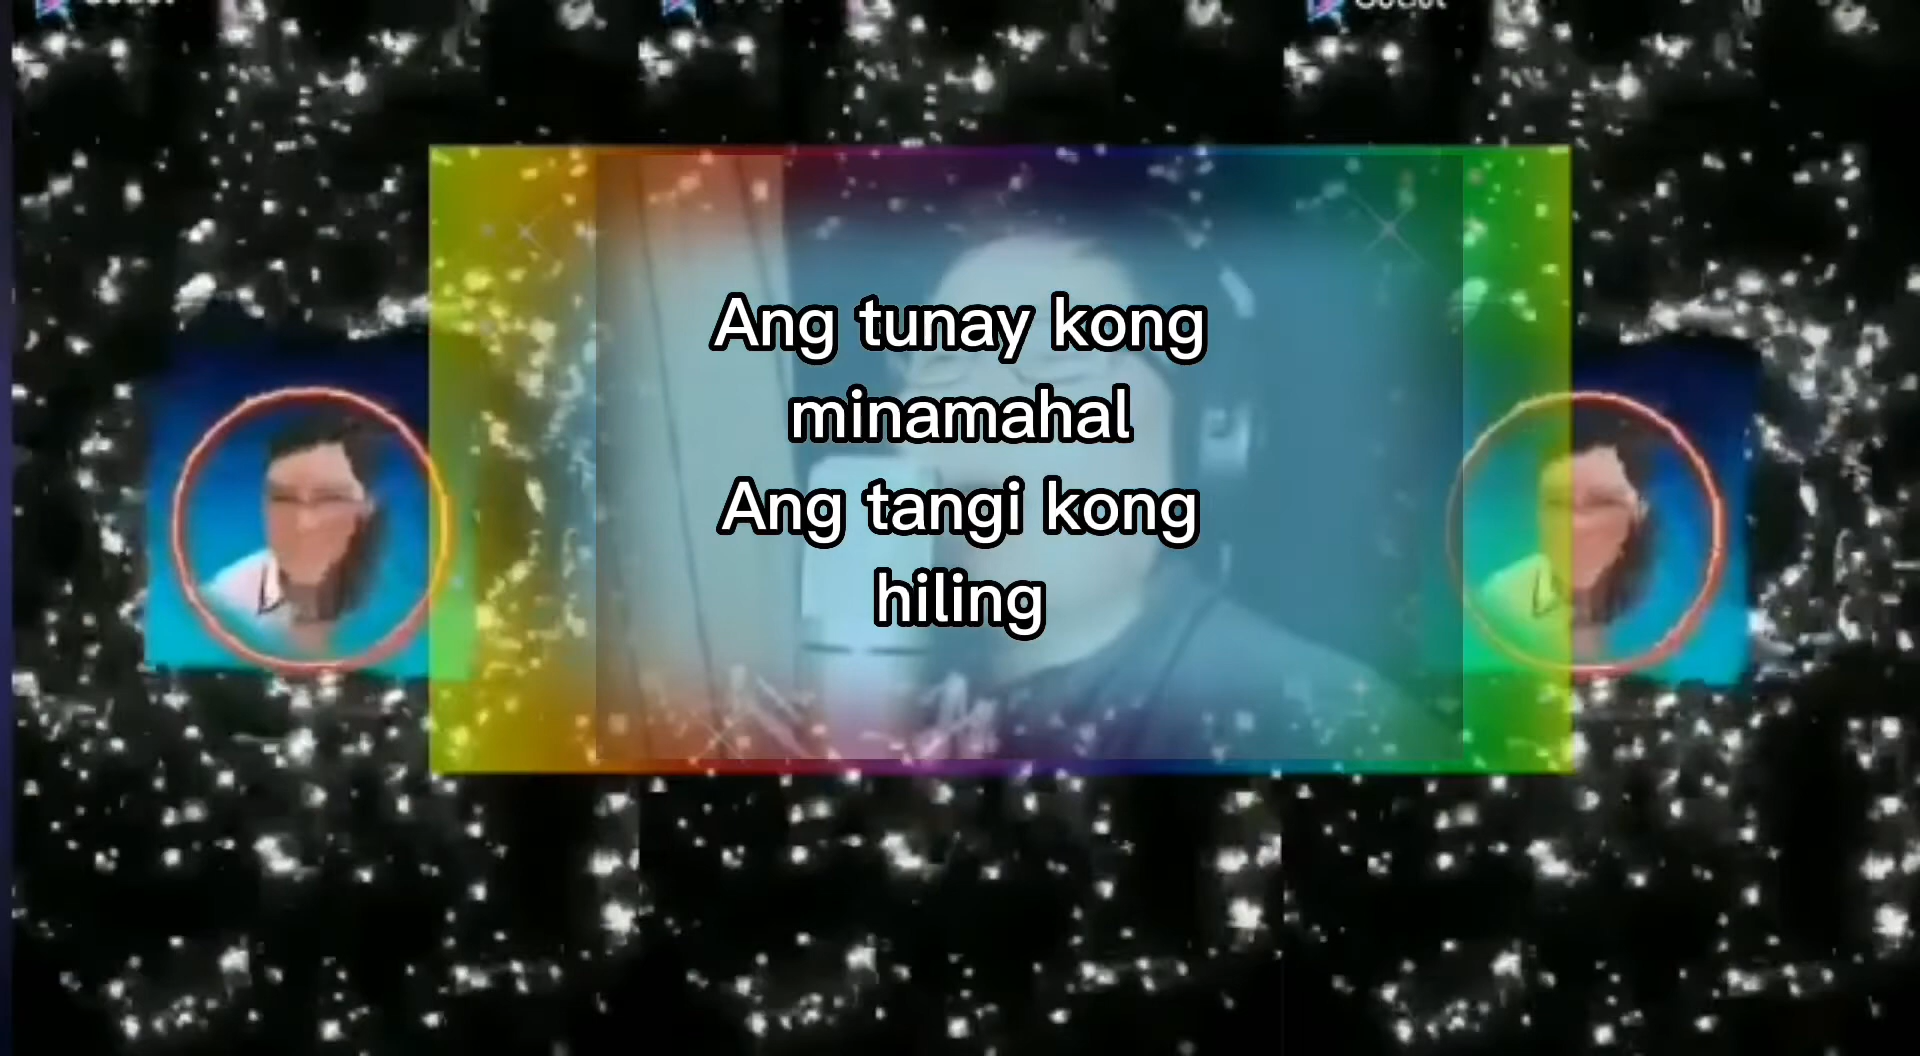 Ang tunay kong
minamahal
Ang tangi kong
hiling